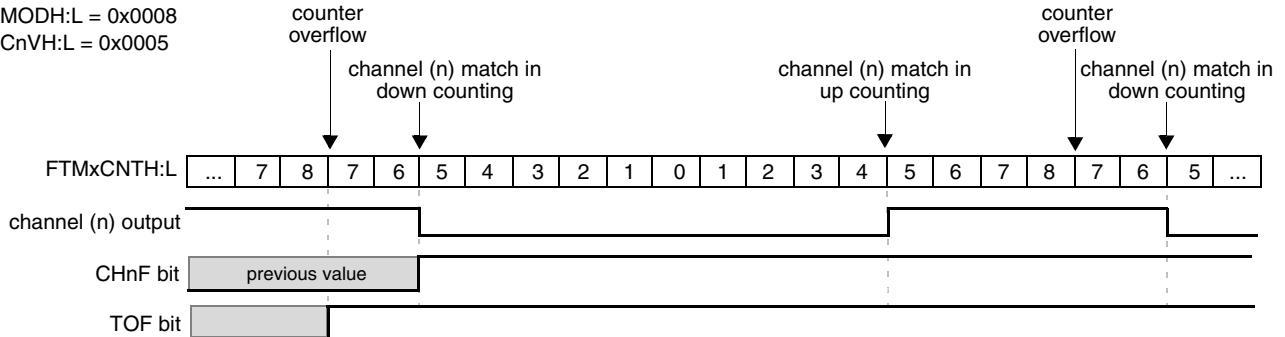 MODH:L = 0x0008
CnVH:L = 0x0005
counter
overflow
counter
overflow
channel (n) match in
down counting
channel (n) match in
up counting
channel (n) match in
down counting
FTMxCNTH:L ... 7 8 7 6 5 4 3 2 1 0 1 2 3 4 5 6 7 8 7 6 5 ...
channel (n) output
CHnF bit previous value
TOF bit